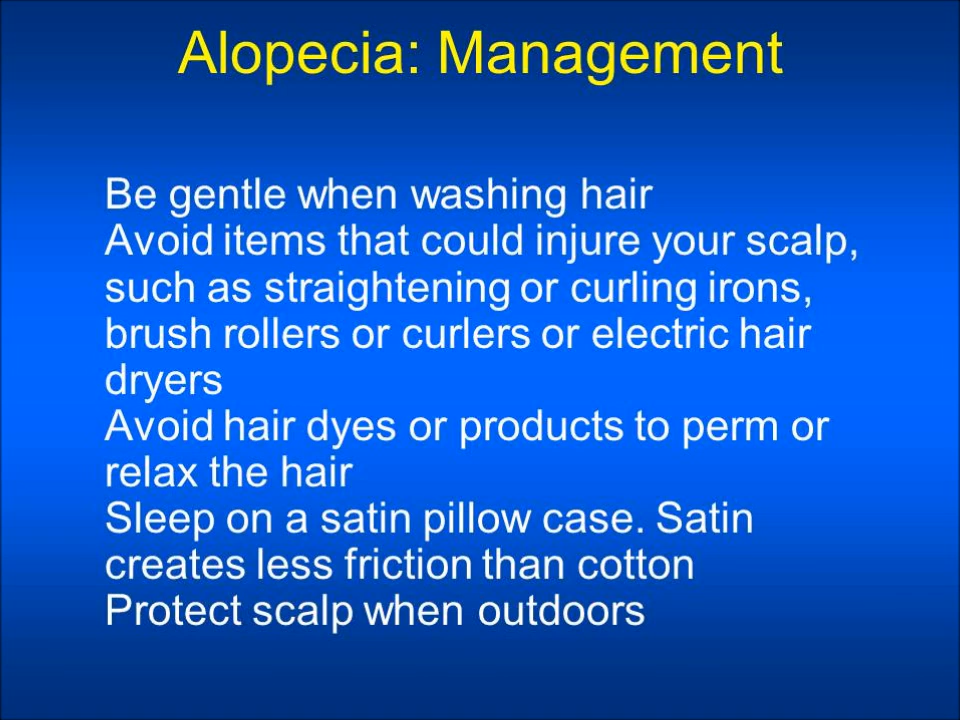 Alopecia: Management
Be gentle when washing hair
Avoid items that could injure your scalp,
such as straightening or curling irons,
brush rollers or curlers or electric hair
dryers
Avoid hair dyes or products to perm or
relax the hair
Sleep on a satin pillow case. Satin
creates less friction than cotton
Protect scalp when outdoors